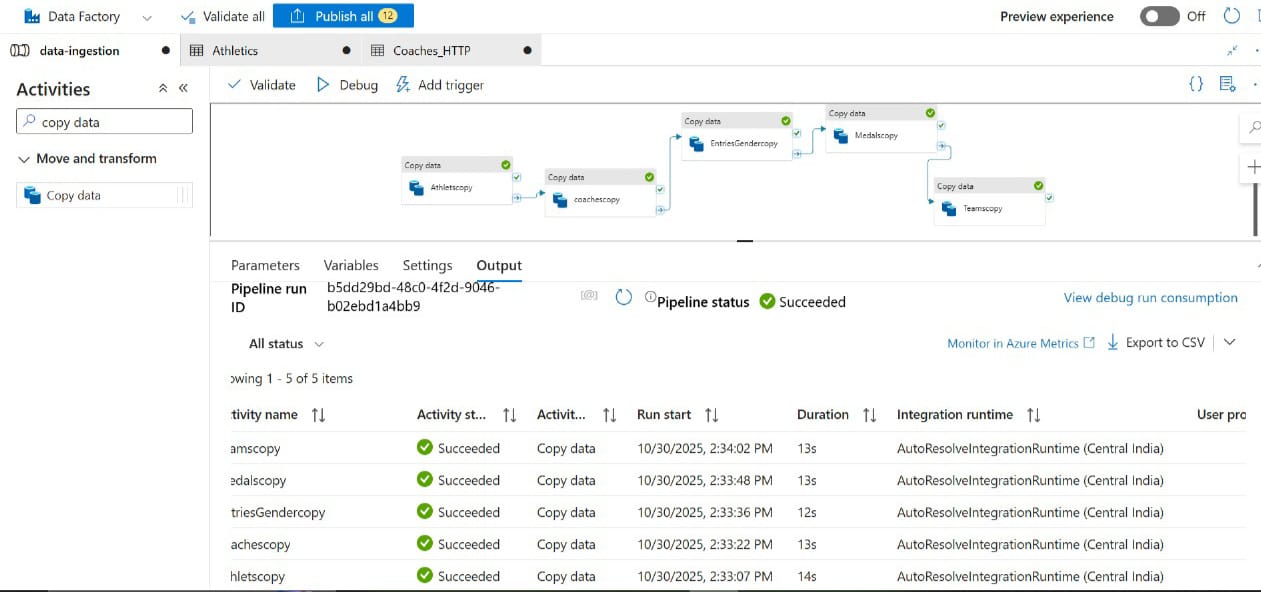 Data Factory Validate all Publish all 12 Preview experience Off
data-ingestion Athletics Coaches_HTTP
Activities
Validate Debug Add trigger
copy data
Move and transform
Copy data
Copy data
Athletscopy
Copy data
coachescopy
Copy data
EntriesGendercopy
Copy data
Medalscopy
Copy data
Teamscopy
Parameters Variables Settings Output
Pipeline run ID
b5dd29bd-48c0-4f2d-9046-
b02ebd1a4bb9
Pipeline status Succeeded
View debug run consumption
All status
Monitor in Azure Metrics Export to CSV
owing 1 - 5 of 5 items
tivity name Activity st... Activit... Run start Duration Integration runtime User pro
amscopy Succeeded Copy data 10/30/2025, 2:34:02 PM 13s AutoResolveIntegrationRuntime (Central India)
edalscopy Succeeded Copy data 10/30/2025, 2:33:48 PM 13s AutoResolveIntegrationRuntime (Central India)
triesGendercopy Succeeded Copy data 10/30/2025, 2:33:36 PM 12s AutoResolveIntegrationRuntime (Central India)
achescopy Succeeded Copy data 10/30/2025, 2:33:22 PM 13s AutoResolveIntegrationRuntime (Central India)
hletscopy Succeeded Copy data 10/30/2025, 2:33:07 PM 14s AutoResolveIntegrationRuntime (Central India)